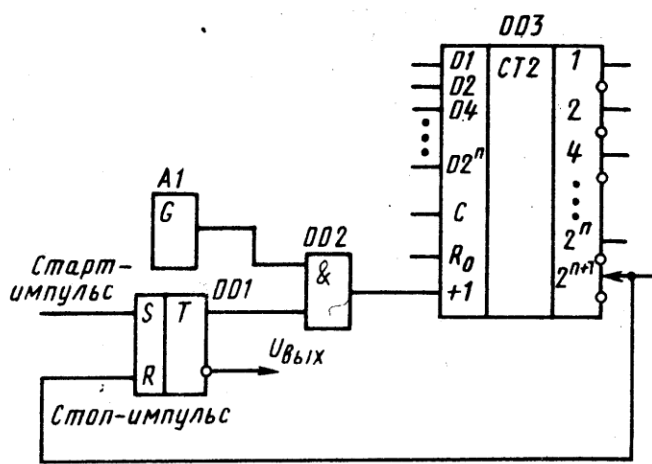 DD3
D1 CT2 1
D2
D4 2
4
D2ⁿ
A1
G
C
DD2
2ⁿ
R₀
2ⁿ⁺¹
&
+1
Старт-
импульс
DD1
S T
Uвых
R
Стоп-импульс